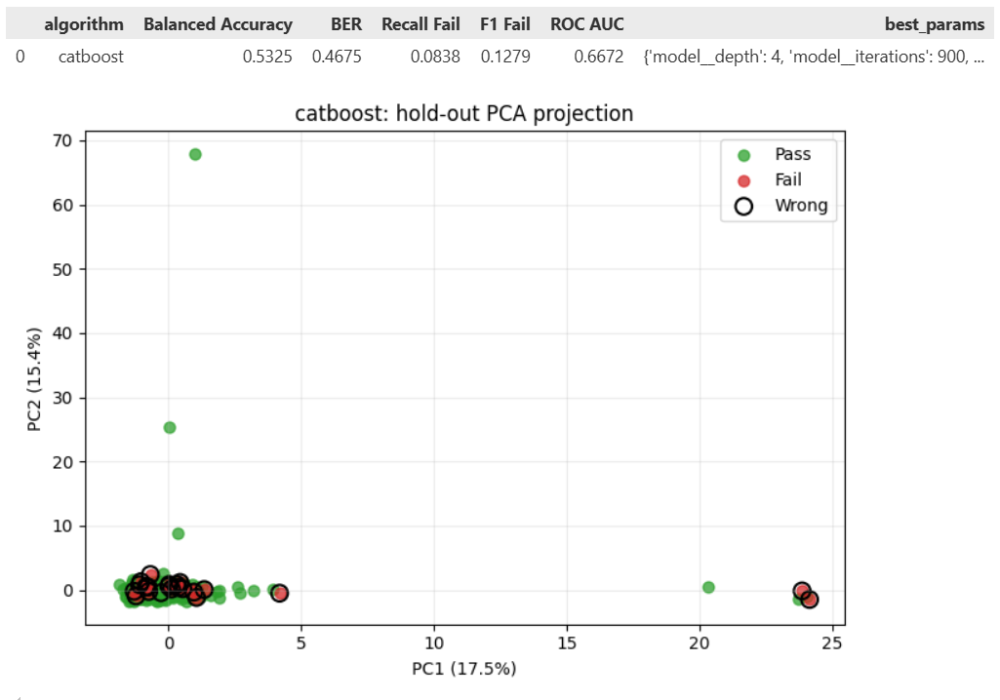 algorithm Balanced Accuracy BER Recall Fail F1 Fail ROC AUC best_params
0 catboost 0.5325 0.4675 0.0838 0.1279 0.6672 {'model__depth': 4, 'model__iterations': 900, ...
catboost: hold-out PCA projection
70
60
50
40
30
20
10
0
PC2 (15.4%)
Pass
Fail
Wrong
0 5 10 15 20 25
PC1 (17.5%)